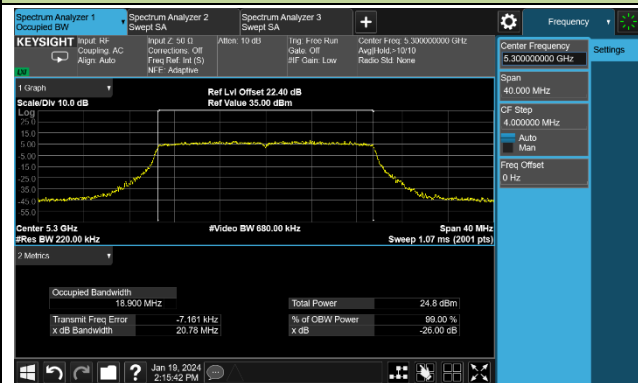 Spectrum Analyzer 1
Occupied BW
Spectrum Analyzer 2
Swept SA
Spectrum Analyzer 3
Swept SA
Frequency
KEYSIGHT
Input: RF
Coupling: AC
Align: Auto
Input Z: 50 Ω
Corrections: Off
Freq Ref: Int (S)
NFE: Adaptive
Atten: 10 dB
Trig: Free Run
Gate: Off
#IF Gain: Low
Center Freq: 5.300000000 GHz
Avg|Hold:>10/10
Radio Std: None
LXI
Center Frequency
5.300000000 GHz
Settings
Span
40.000 MHz
CF Step
4.000000 MHz
Auto
Man
Freq Offset
0 Hz
1 Graph
Scale/Div 10.0 dB
Ref Lvl Offset 22.40 dB
Ref Value 35.00 dBm
Log
25.0
15.0
5.00
-5.00
-15.0
-25.0
-35.0
-45.0
-55.0
Center 5.3 GHz
#Res BW 220.00 kHz
#Video BW 680.00 kHz
Span 40 MHz
Sweep 1.07 ms (2001 pts)
2 Metrics
Occupied Bandwidth
18.900 MHz
Total Power
24.8 dBm
Transmit Freq Error
-7.161 kHz
% of OBW Power
99.00 %
x dB Bandwidth
20.78 MHz
x dB
-26.00 dB
Jan 19, 2024
2:15:42 PM